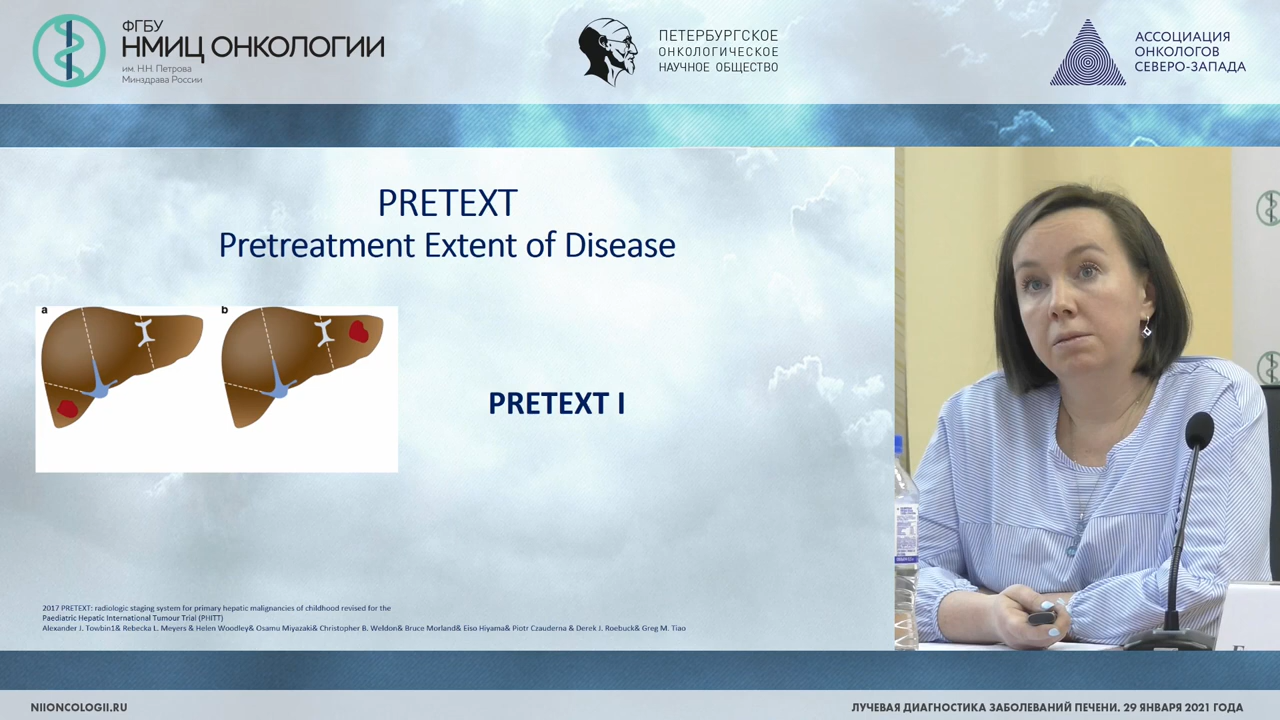 ФГБУ
НМИЦ ОНКОЛОГИИ
им. Н.Н. Петрова
Минздрава России
ПЕТЕРБУРГСКОЕ
ОНКОЛОГИЧЕСКОЕ
НАУЧНОЕ ОБЩЕСТВО
АССОЦИАЦИЯ
ОНКОЛОГОВ
СЕВЕРО-ЗАПАДА
PRETEXT
Pretreatment Extent of Disease
a
b
PRETEXT I
2017 PRETEXT: radiologic staging system for primary hepatic malignancies of childhood revised for the
Paediatric Hepatic International Tumour Trial (PHITT)
Alexander J. Towbin1& Rebecka L. Meyers & Helen Woodley& Osamu Miyazaki& Christopher B. Weldon& Bruce Morland& Eiso Hiyama& Piotr Czauderna & Derek J. Roebuck& Greg M. Tiao
NIIONCOLOGII.RU
ЛУЧЕВАЯ ДИАГНОСТИКА ЗАБОЛЕВАНИЙ ПЕЧЕНИ. 29 ЯНВАРЯ 2021 ГОДА